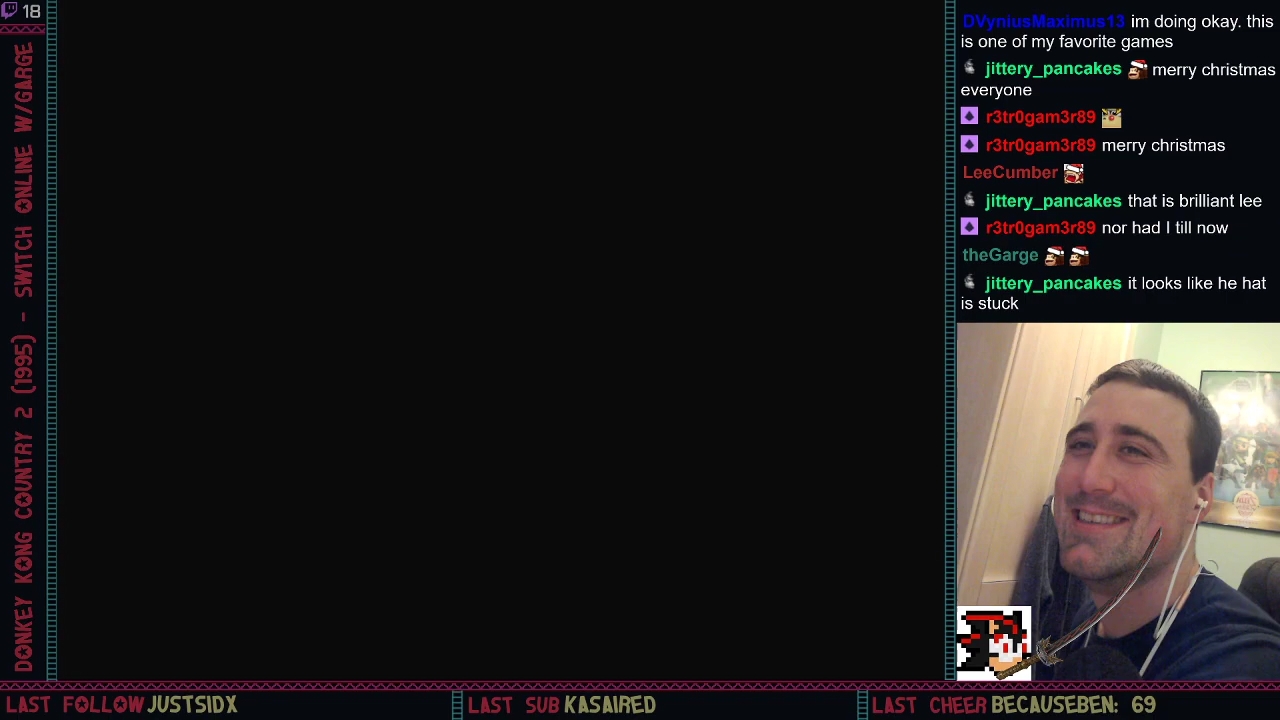 18
DONKEY KONG COUNTRY 2 (1995) - SWITCH ONLINE W/GARGE
DVyniusMaximus13 im doing okay. this
is one of my favorite games
jittery_pancakes merry christmas
everyone
r3tr0gam3r89
r3tr0gam3r89 merry christmas
LeeCumber
jittery_pancakes that is brilliant lee
r3tr0gam3r89 nor had I till now
theGarge
jittery_pancakes it looks like he hat
is stuck
LAST FOLLOW JUSTSIDX
LAST SUB KASAIRED
LAST CHEER BECAUSEBEN: 69